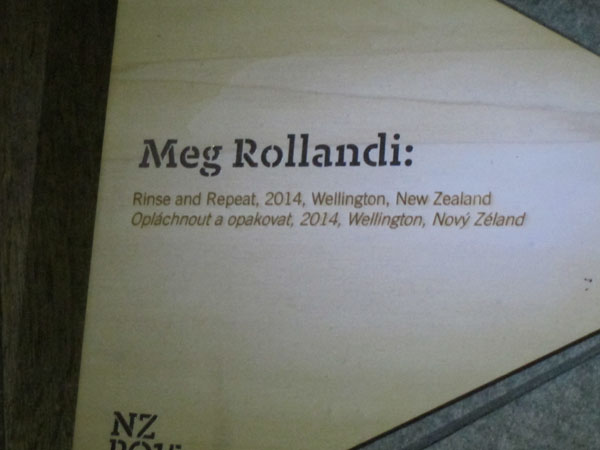 Meg Rollandi:
Rinse and Repeat, 2014, Wellington, New Zealand
Opláchnout a opakovat, 2014, Wellington, Nový Zéland
NZ